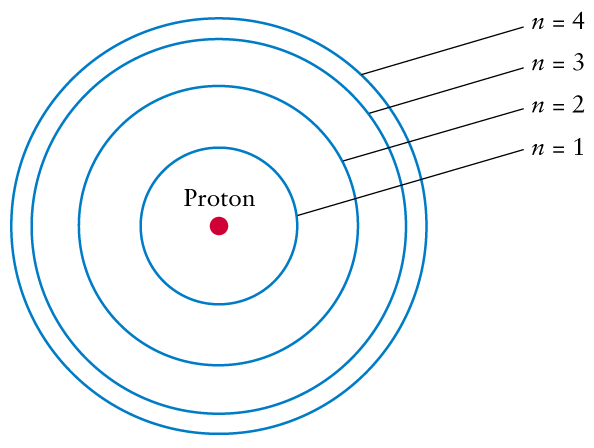 n = 4
n = 3
n = 2
n = 1
Proton